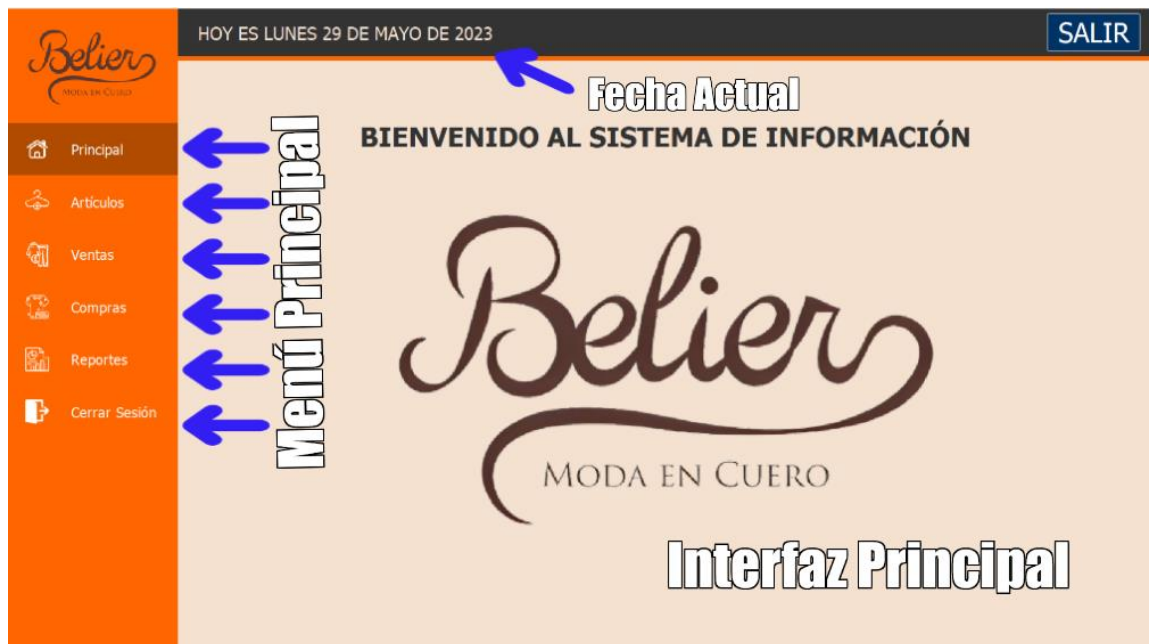 Belier
MODA EN CUERO
HOY ES LUNES 29 DE MAYO DE 2023
SALIR
Fecha Actual
Principal
Artículos
Ventas
Compras
Reportes
Cerrar Sesión
Menú Principal
BIENVENIDO AL SISTEMA DE INFORMACIÓN
Belier
MODA EN CUERO
Interfaz Principal